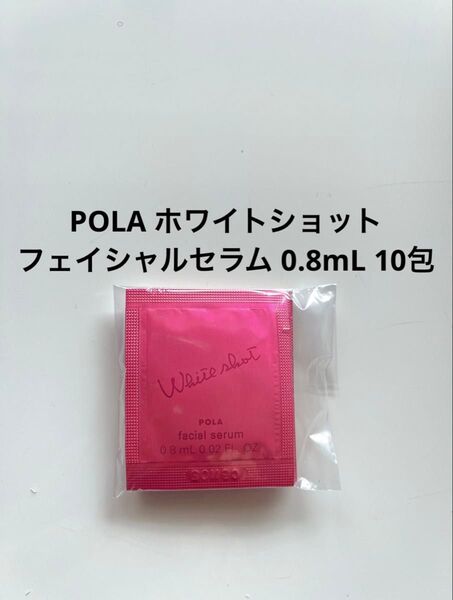 POLA ホワイトショット
フェイシャルセラム 0.8mL 10包
White shot
POLA
facial serum
0.8 mL 0.02 FL. OZ